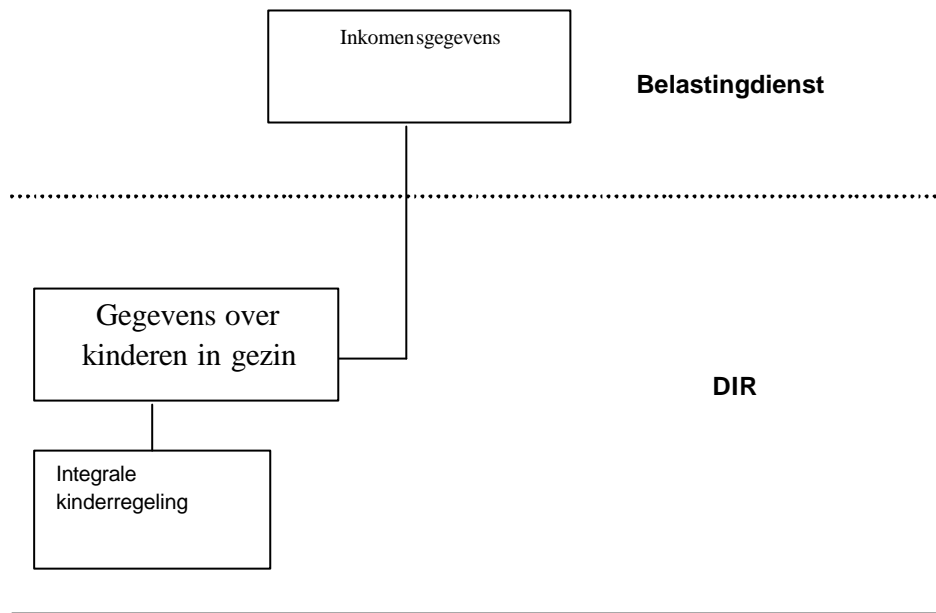 Inkomensgegevens
Belastingdienst
Gegevens over
kinderen in gezin
DIR
Integrale
kinderregeling